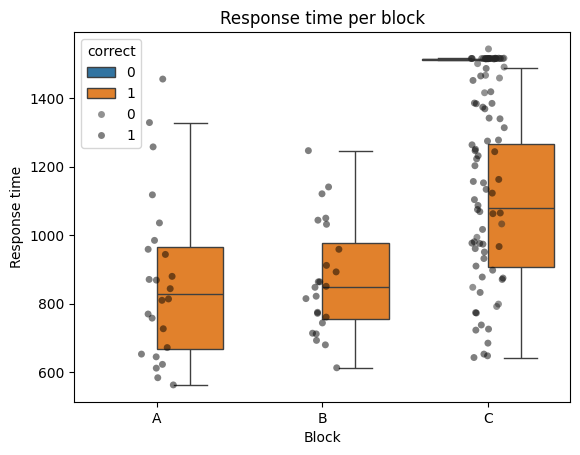 Response time per block
correct
0
1
0
1
1400
1200
1000
800
600
Response time
A B C
Block